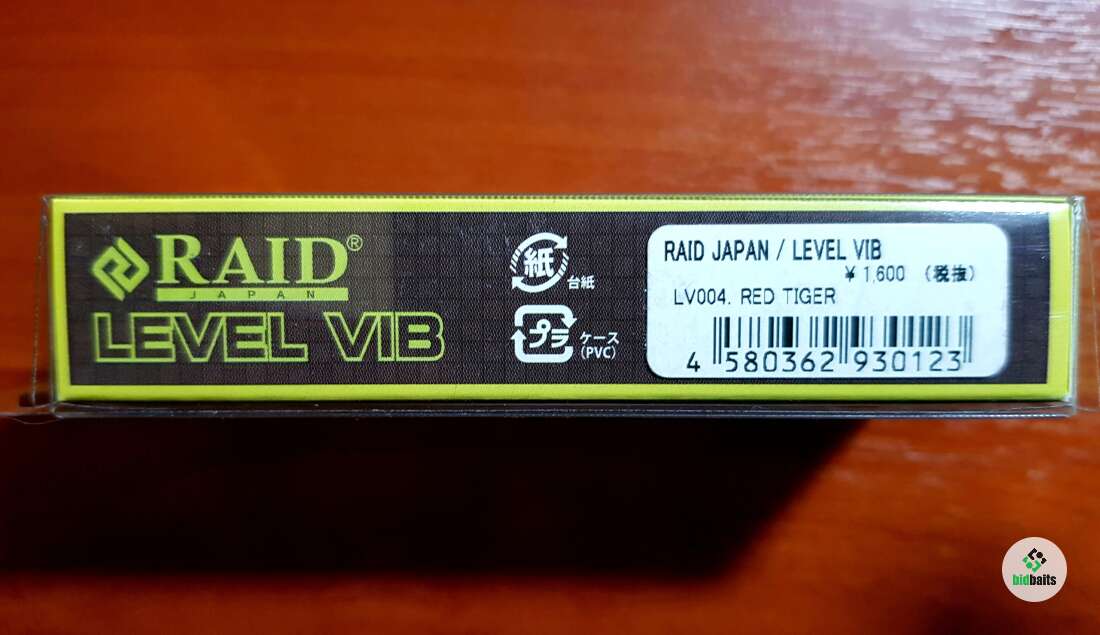 RAID®
JAPAN
LEVEL VIB
紙
台紙
プラ
ケース
(PVC)
RAID JAPAN / LEVEL VIB
¥ 1,600 (税抜)
LV004. RED TIGER
4 580362 930123
bidbaits